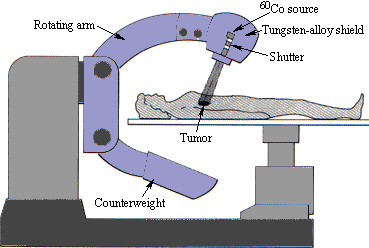 ⁶⁰Co source
Rotating arm
Tungsten-alloy shield
Shutter
Tumor
Counterweight